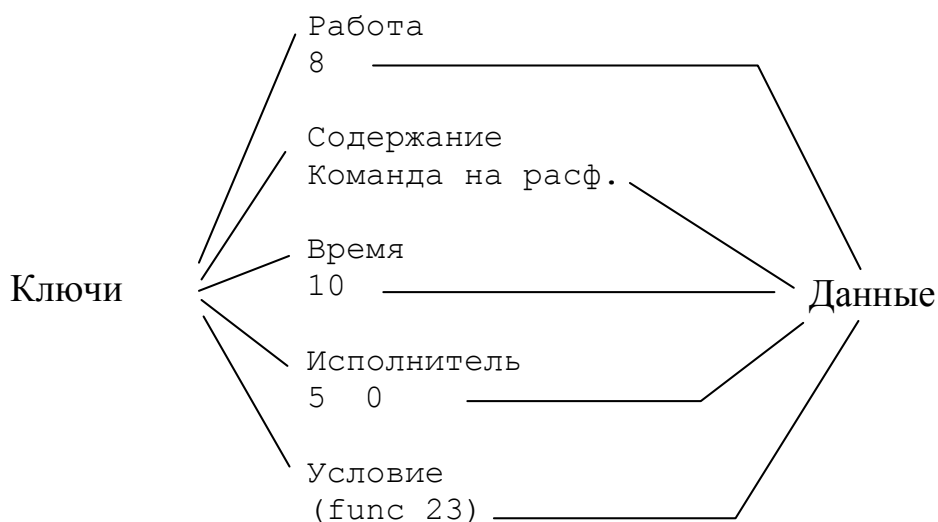 Работа
8
Содержание
Команда на расф.
Время
10
Ключи
Данные
Исполнитель
5 0
Условие
(func 23)